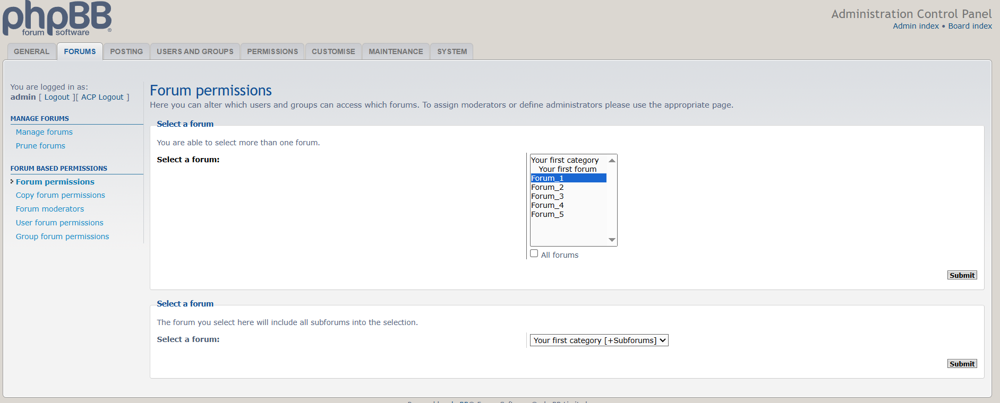 phpBB
forum software ®
Administration Control Panel
Admin index • Board index
GENERAL FORUMS POSTING USERS AND GROUPS PERMISSIONS CUSTOMISE MAINTENANCE SYSTEM
You are logged in as:
admin [ Logout ][ ACP Logout ]
MANAGE FORUMS
Manage forums
Prune forums
FORUM BASED PERMISSIONS
Forum permissions
Copy forum permissions
Forum moderators
User forum permissions
Group forum permissions
Forum permissions
Here you can alter which users and groups can access which forums. To assign moderators or define administrators please use the appropriate page.
Select a forum
You are able to select more than one forum.
Select a forum:
Your first category
Your first forum
Forum_1
Forum_2
Forum_3
Forum_4
Forum_5
All forums
Submit
Select a forum
The forum you select here will include all subforums into the selection.
Select a forum:
Your first category [+Subforums]
Submit